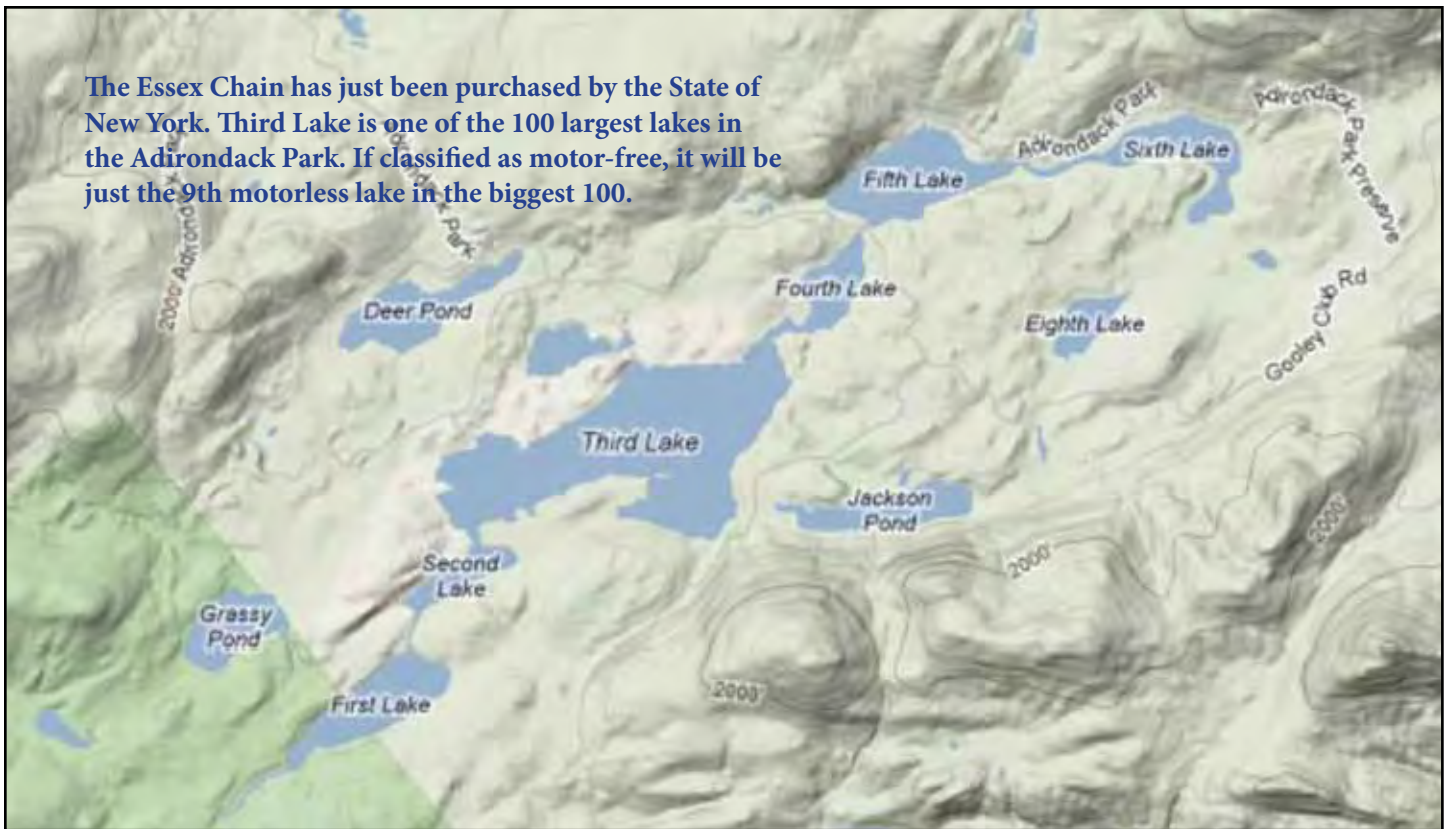 The Essex Chain has just been purchased by the State of
New York. Third Lake is one of the 100 largest lakes in
the Adirondack Park. If classified as motor-free, it will be
just the 9th motorless lake in the biggest 100.
Adirondack Park
Adirondack Park Preserve
Sixth Lake
Fifth Lake
Park
2000'
Deer Pond
Fourth Lake
Eighth Lake
Gooley Club Rd
Third Lake
Jackson
Pond
2000'
2000'
Second
Lake
Grassy
Pond
2000'
First Lake